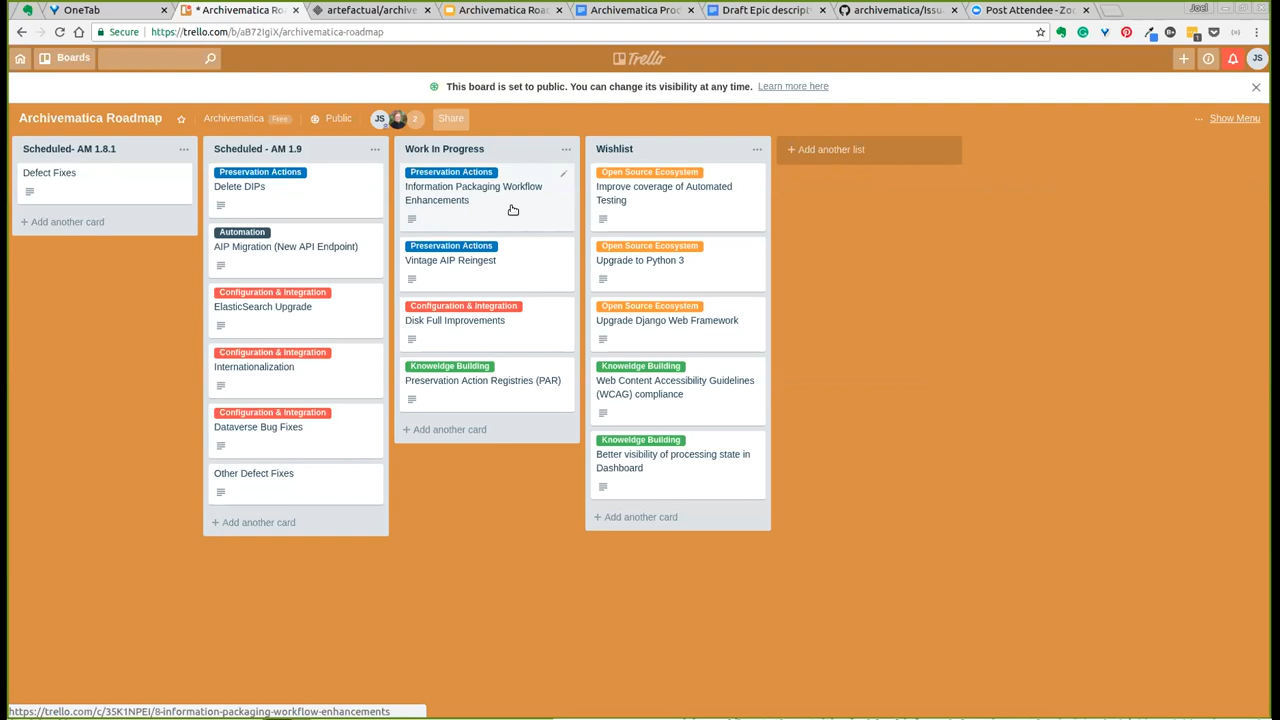 OneTab
* Archivematica Roa
artefactual/archive
Archivematica Road
Archivematica Prod
Draft Epic descript
archivematica/Issu
Post Attendee - Zo
Joel
Secure
https://trello.com/b/aB72IgiX/archivematica-roadmap
Boards
Trello
JS
This board is set to public. You can change its visibility at any time. Learn more here
Archivematica Roadmap
Archivematica Free
Public
JS
2
Share
... Show Menu
Scheduled- AM 1.8.1
Defect Fixes
+ Add another card
Scheduled - AM 1.9
Preservation Actions
Delete DIPs
Automation
AIP Migration (New API Endpoint)
Configuration & Integration
ElasticSearch Upgrade
Configuration & Integration
Internationalization
Configuration & Integration
Dataverse Bug Fixes
Other Defect Fixes
+ Add another card
Work In Progress
Preservation Actions
Information Packaging Workflow
Enhancements
Preservation Actions
Vintage AIP Reingest
Configuration & Integration
Disk Full Improvements
Knoweldge Building
Preservation Action Registries (PAR)
+ Add another card
Wishlist
Open Source Ecosystem
Improve coverage of Automated
Testing
Open Source Ecosystem
Upgrade to Python 3
Open Source Ecosystem
Upgrade Django Web Framework
Knoweldge Building
Web Content Accessibility Guidelines
(WCAG) compliance
Knoweldge Building
Better visibility of processing state in
Dashboard
+ Add another card
+ Add another list
https://trello.com/c/35K1NPEI/8-information-packaging-workflow-enhancements